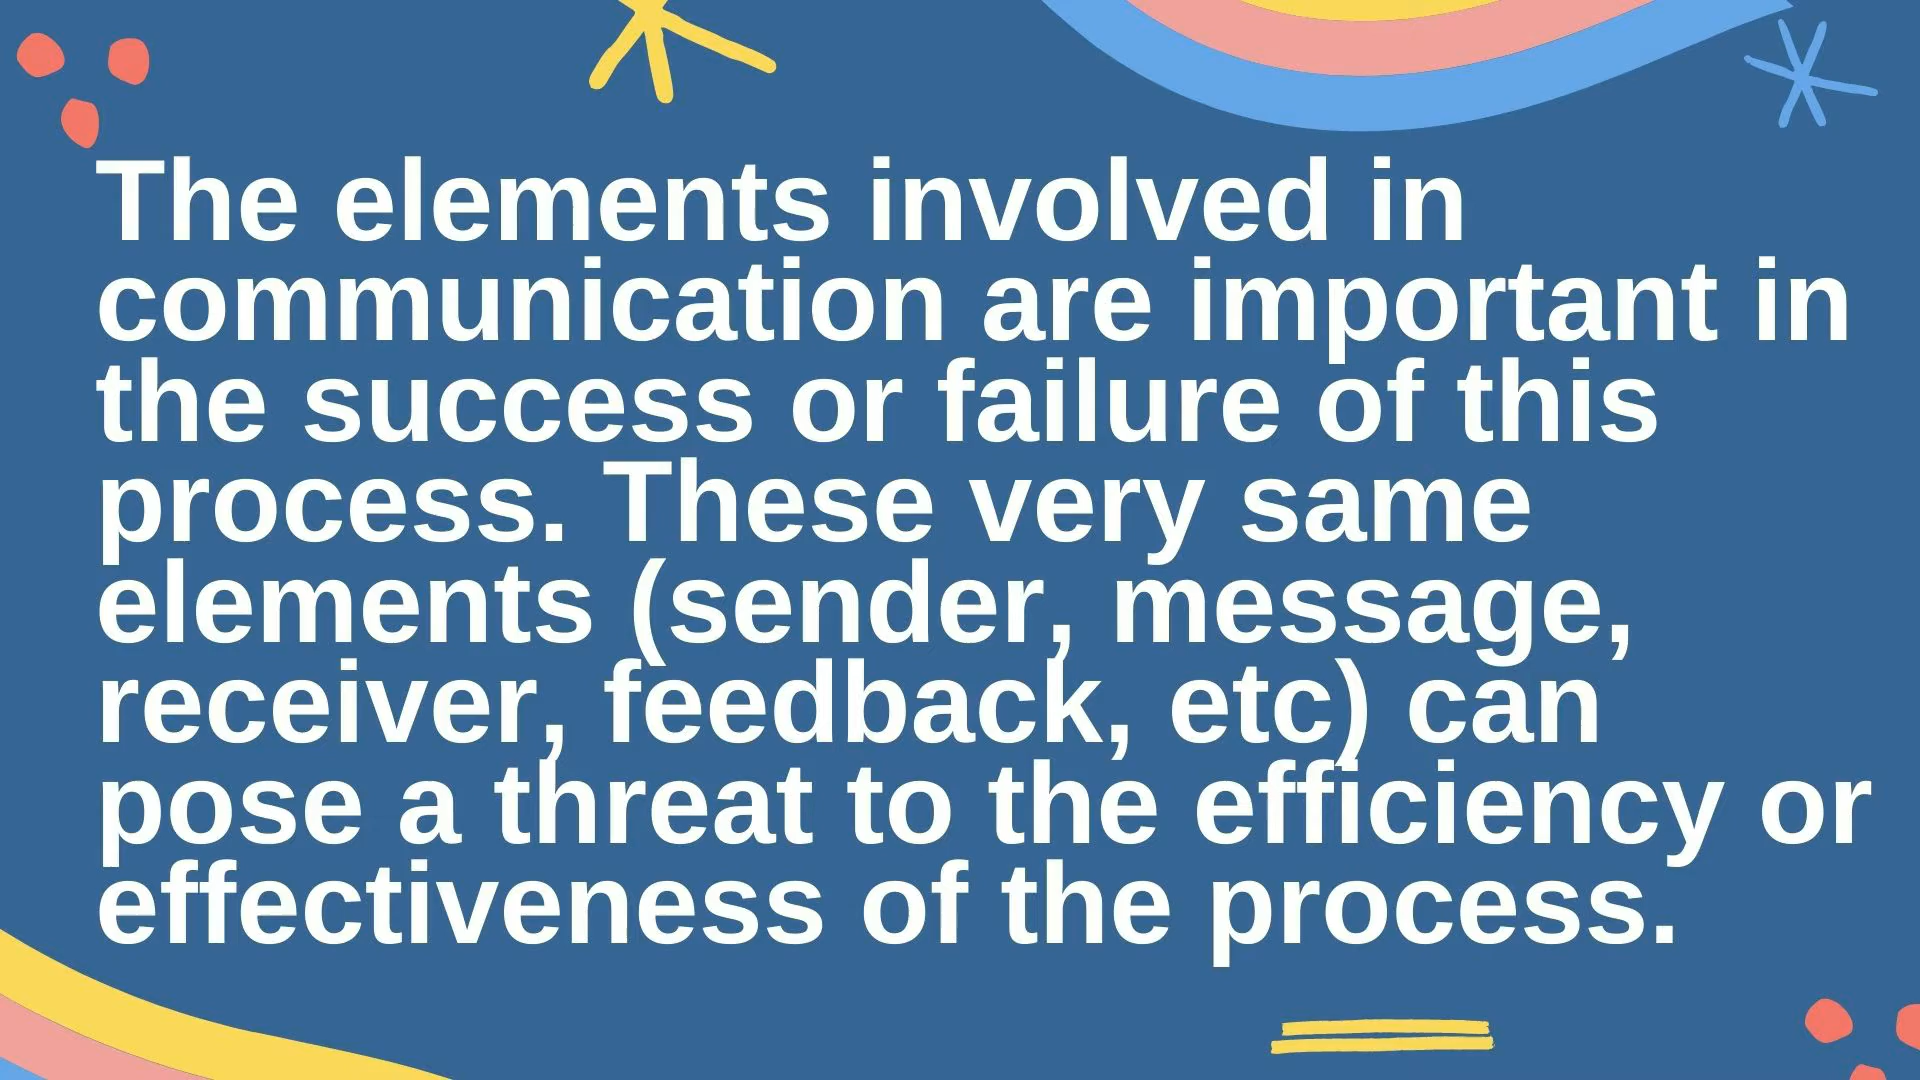 The elements involved in
communication are important in
the success or failure of this
process. These very same
elements (sender, message,
receiver, feedback, etc) can
pose a threat to the efficiency or
effectiveness of the process.